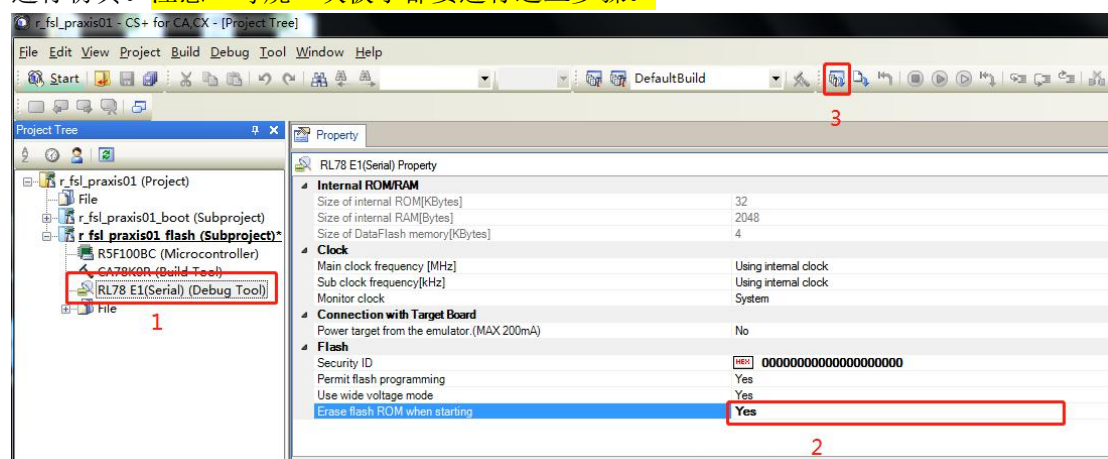 r_fsl_praxis01 - CS+ for CA,CX - [Project Tree]
File Edit View Project Build Debug Tool Window Help
Start DefaultBuild
3
Project Tree
Property
RL78 E1(Serial) Property
r_fsl_praxis01 (Project)
File
r_fsl_praxis01_boot (Subproject)
r_fsl_praxis01_flash (Subproject)*
R5F100BC (Microcontroller)
CA78K0R (Build Tool)
RL78 E1(Serial) (Debug Tool)
File
1
Internal ROM/RAM
Size of internal ROM[KBytes] 32
Size of internal RAM[Bytes] 2048
Size of DataFlash memory[KBytes] 4
Clock
Main clock frequency [MHz] Using internal clock
Sub clock frequency[kHz] Using internal clock
Monitor clock System
Connection with Target Board
Power target from the emulator.(MAX 200mA) No
Flash
Security ID HEX 00000000000000000000
Permit flash programming Yes
Use wide voltage mode Yes
Erase flash ROM when starting Yes
2